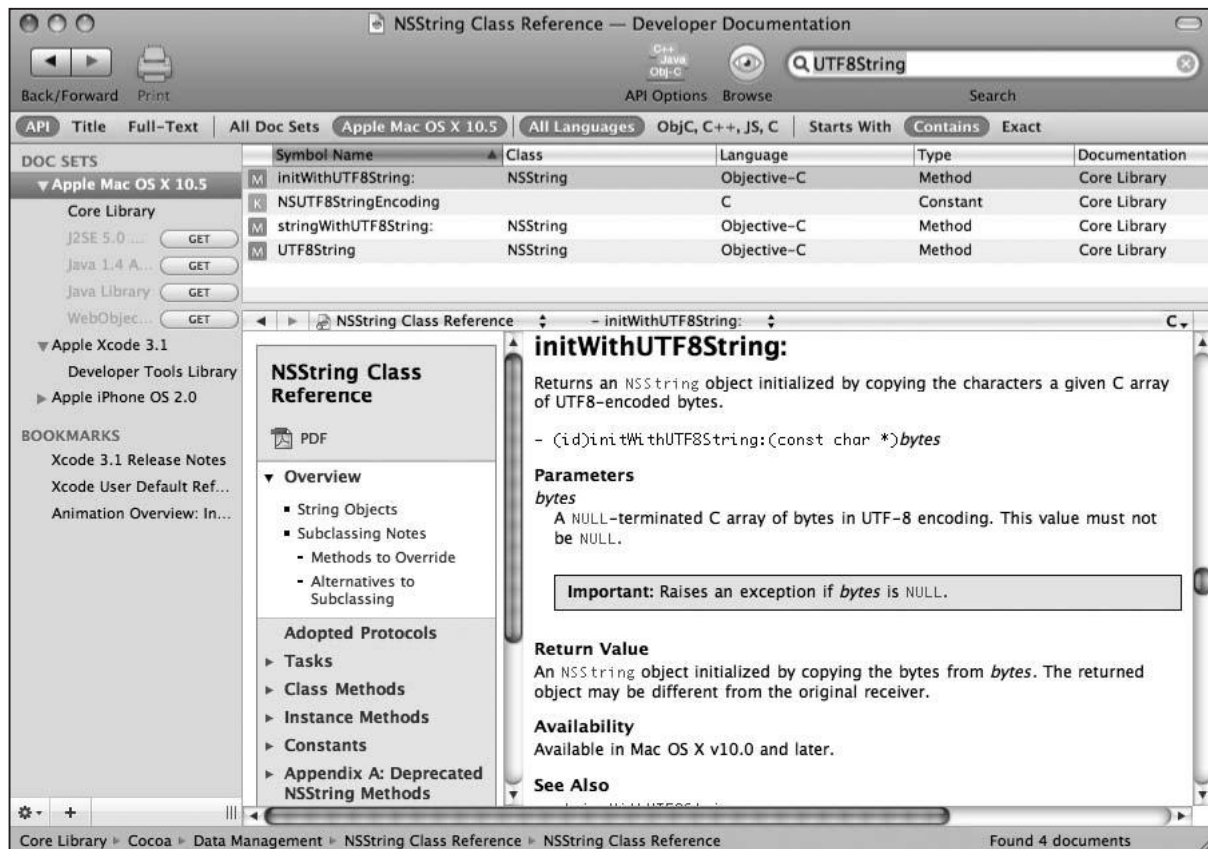 NSString Class Reference — Developer Documentation
C++
Java
Obj-C
UTF8String
Back/Forward Print API Options Browse Search
API Title Full-Text All Doc Sets Apple Mac OS X 10.5 All Languages ObjC, C++, JS, C Starts With Contains Exact
DOC SETS
Apple Mac OS X 10.5
Core Library
J2SE 5.0 ... GET
Java 1.4 A... GET
Java Library GET
WebObjec... GET
Apple Xcode 3.1
Developer Tools Library
Apple iPhone OS 2.0
BOOKMARKS
Xcode 3.1 Release Notes
Xcode User Default Ref...
Animation Overview: In...
Symbol Name Class Language Type Documentation
M initWithUTF8String: NSString Objective-C Method Core Library
K NSUTF8StringEncoding C Constant Core Library
M stringWithUTF8String: NSString Objective-C Method Core Library
M UTF8String NSString Objective-C Method Core Library
NSString Class Reference - initWithUTF8String: C
NSString Class
Reference
PDF
Overview
String Objects
Subclassing Notes
- Methods to Override
- Alternatives to
Subclassing
Adopted Protocols
Tasks
Class Methods
Instance Methods
Constants
Appendix A: Deprecated
NSString Methods
initWithUTF8String:
Returns an NSString object initialized by copying the characters a given C array
of UTF8-encoded bytes.
- (id)initWithUTF8String:(const char *)bytes
Parameters
bytes
A NULL-terminated C array of bytes in UTF-8 encoding. This value must not
be NULL.
Important: Raises an exception if bytes is NULL.
Return Value
An NSString object initialized by copying the bytes from bytes. The returned
object may be different from the original receiver.
Availability
Available in Mac OS X v10.0 and later.
See Also
Core Library ▸ Cocoa ▸ Data Management ▸ NSString Class Reference ▸ NSString Class Reference Found 4 documents